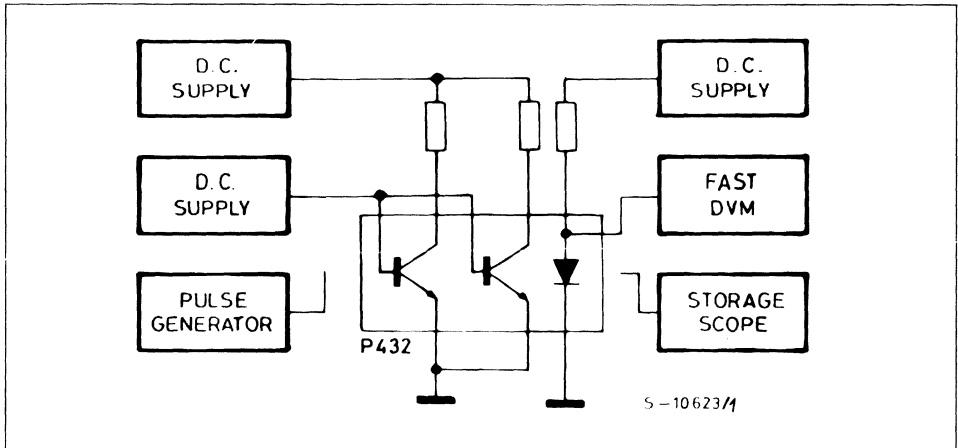 D.C.
SUPPLY
D.C.
SUPPLY
D.C.
SUPPLY
FAST
DVM
PULSE
GENERATOR
STORAGE
SCOPE
P432
S-10623/1